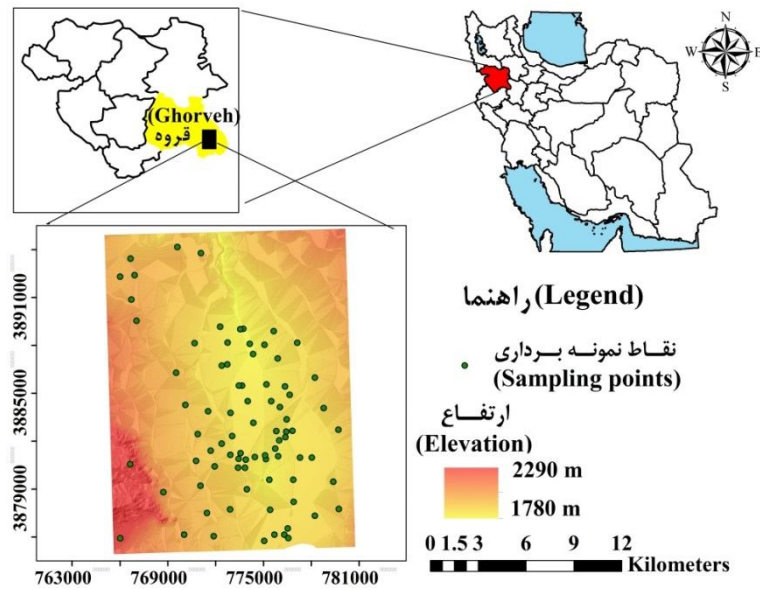 N
W E
S
(Ghorveh)
قروه
3891000
3885000
3879000
763000 769000 775000 781000
راهنما (Legend)
نقاط نمونه برداری
(Sampling points)
ارتفاع
(Elevation)
2290 m
1780 m
0 1.5 3 6 9 12
Kilometers